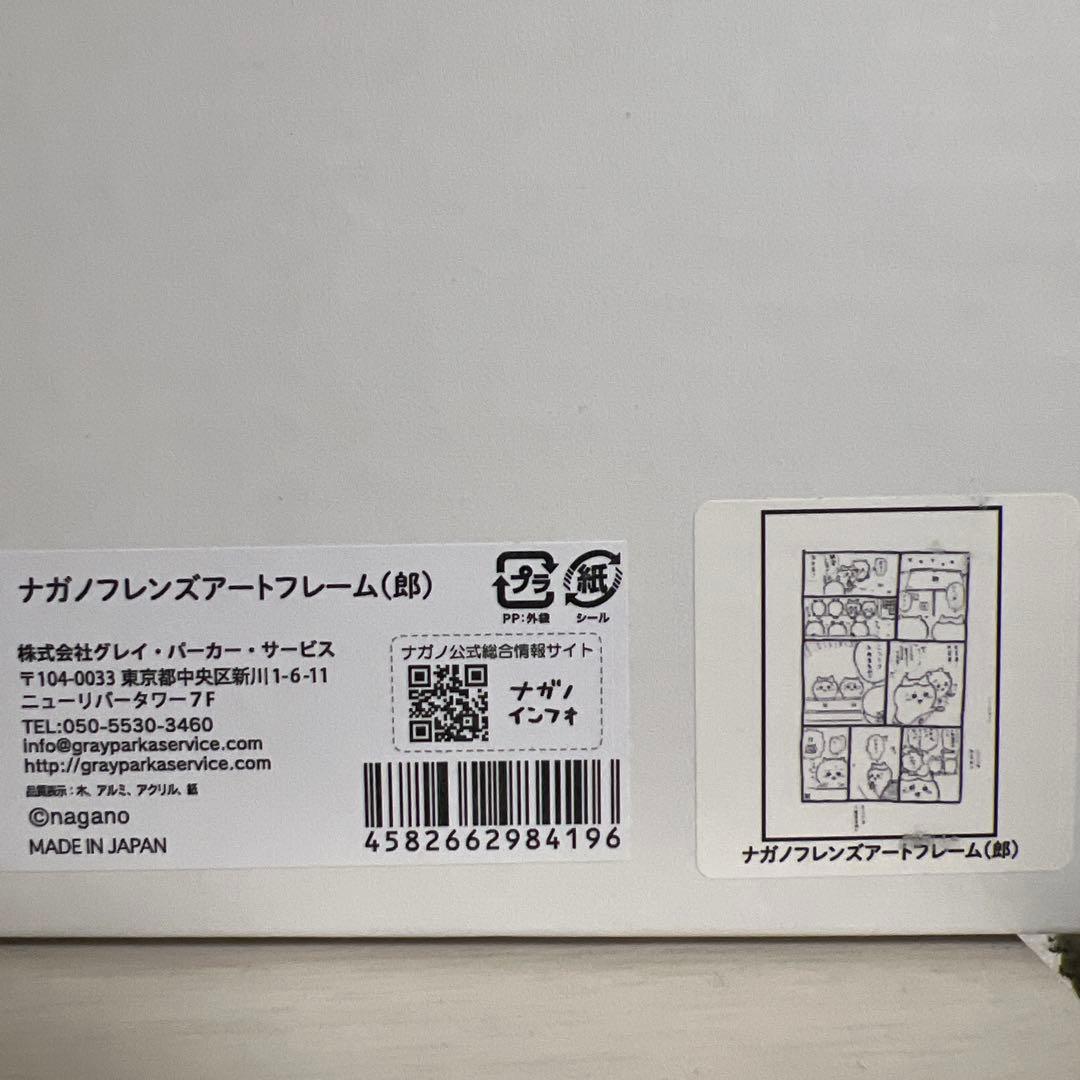 ナガノフレンズアートフレーム(郎)
プラ
紙
PP:外袋
シール
株式会社グレイ・パーカー・サービス
〒104-0033 東京都中央区新川1-6-11
ニューリバータワー7F
TEL:050-5530-3460
info@grayparkaservice.com
http://grayparkaservice.com
品質表示:木、アルミ、アクリル、紙
©nagano
MADE IN JAPAN
ナガノ公式総合情報サイト
ナガノ
インフォ
4582662984196
ナガノフレンズアートフレーム(郎)